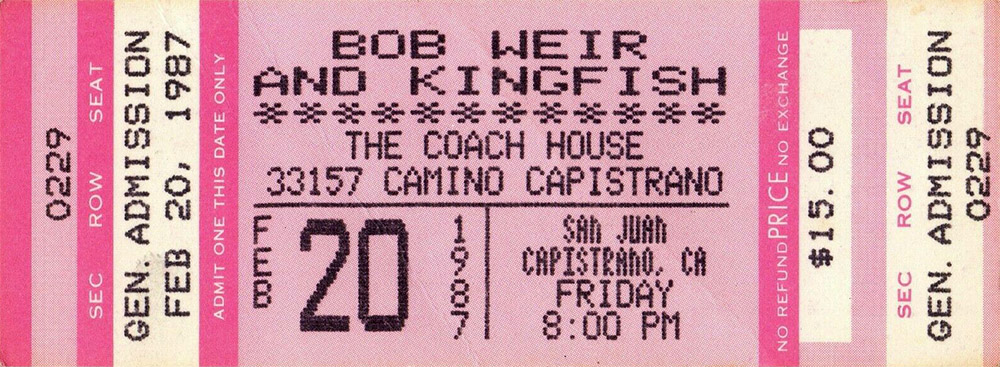 0229
SEC ROW SEAT
GEN. ADMISSION
FEB 20, 1987
ADMIT ONE THIS DATE ONLY
BOB WEIR
AND KINGFISH
*************
THE COACH HOUSE
33157 CAMINO CAPISTRANO
FEB
20
1987
SAN JUAN
CAPISTRANO, CA
FRIDAY
8:00 PM
NO REFUND PRICE NO EXCHANGE
$15.00
SEC ROW SEAT
GEN. ADMISSION
0229